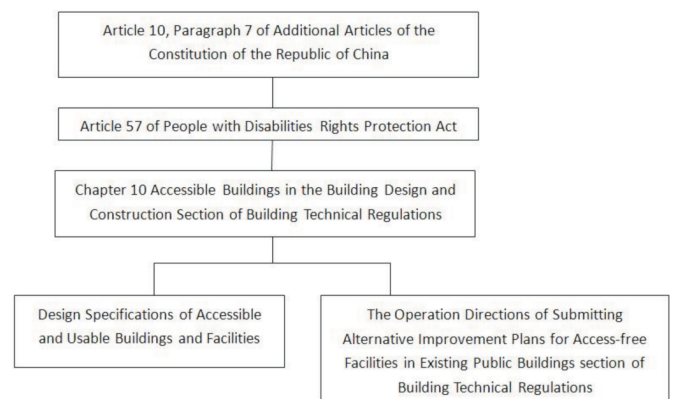 Article 10, Paragraph 7 of Additional Articles of the
Constitution of the Republic of China
Article 57 of People with Disabilities Rights Protection Act
Chapter 10 Accessible Buildings in the Building Design and
Construction Section of Building Technical Regulations
Design Specifications of Accessible
and Usable Buildings and Facilities
The Operation Directions of Submitting
Alternative Improvement Plans for Access-free
Facilities in Existing Public Buildings section of
Building Technical Regulations